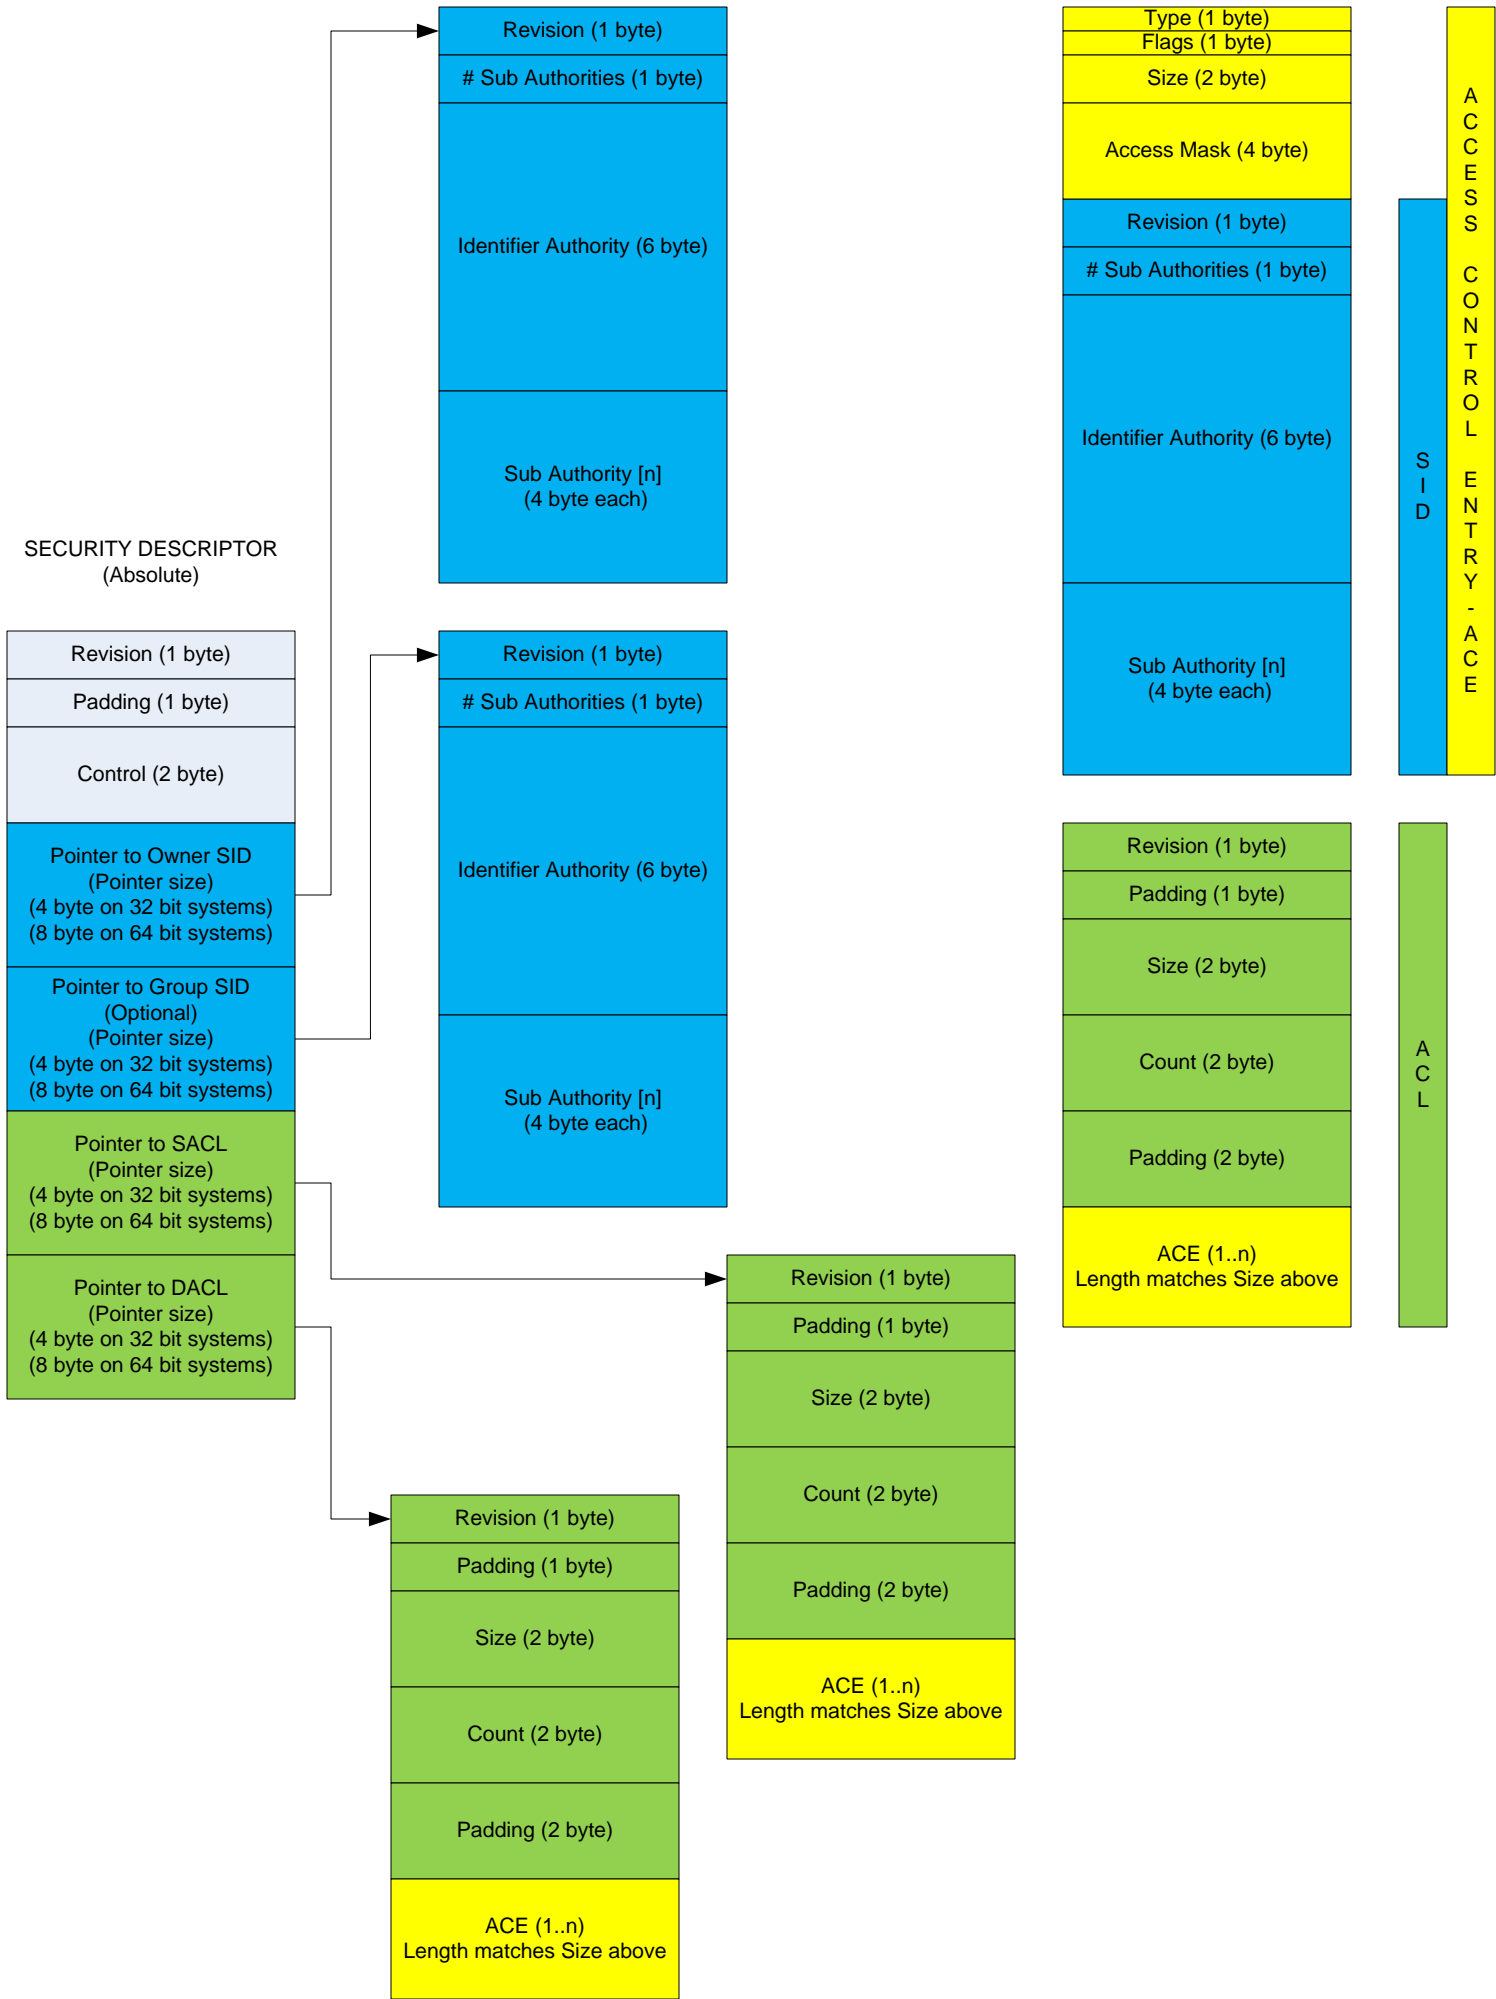 SECURITY DESCRIPTOR
(Absolute)
Revision (1 byte)
Padding (1 byte)
Control (2 byte)
Pointer to Owner SID
(Pointer size)
(4 byte on 32 bit systems)
(8 byte on 64 bit systems)
Pointer to Group SID
(Optional)
(Pointer size)
(4 byte on 32 bit systems)
(8 byte on 64 bit systems)
Pointer to SACL
(Pointer size)
(4 byte on 32 bit systems)
(8 byte on 64 bit systems)
Pointer to DACL
(Pointer size)
(4 byte on 32 bit systems)
(8 byte on 64 bit systems)
Revision (1 byte)
# Sub Authorities (1 byte)
Identifier Authority (6 byte)
Sub Authority [n]
(4 byte each)
Revision (1 byte)
# Sub Authorities (1 byte)
Identifier Authority (6 byte)
Sub Authority [n]
(4 byte each)
Revision (1 byte)
Padding (1 byte)
Size (2 byte)
Count (2 byte)
Padding (2 byte)
ACE (1..n)
Length matches Size above
Revision (1 byte)
Padding (1 byte)
Size (2 byte)
Count (2 byte)
Padding (2 byte)
ACE (1..n)
Length matches Size above
Type (1 byte)
Flags (1 byte)
Size (2 byte)
Access Mask (4 byte)
Revision (1 byte)
# Sub Authorities (1 byte)
Identifier Authority (6 byte)
Sub Authority [n]
(4 byte each)
SID
ACCESS CONTROL ENTRY - ACE
Revision (1 byte)
Padding (1 byte)
Size (2 byte)
Count (2 byte)
Padding (2 byte)
ACE (1..n)
Length matches Size above
ACL